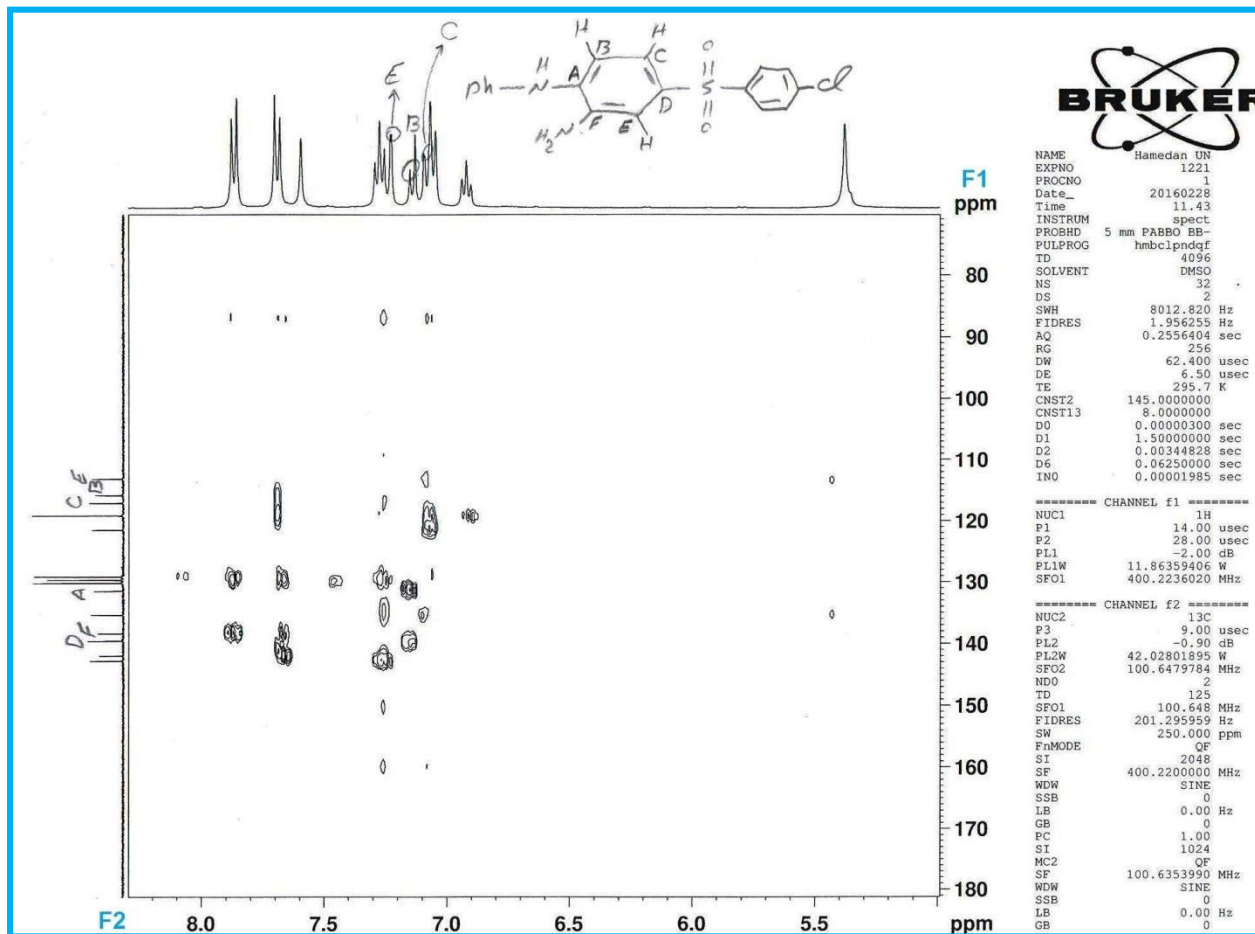 C
E
B
H
H
B
C
O
H
A
S
Ph
N
D
Cl
H2N
F
E
O
H
BRUKER
F1
ppm
80
90
100
110
120
130
140
150
160
170
180
E
B
C
A
F
D
F2
8.0
7.5
7.0
6.5
6.0
5.5
ppm
NAME Hamedan UN
EXPNO 1221
PROCNO 1
Date_ 20160228
Time 11.43
INSTRUM spect
PROBHD 5 mm PABBO BB-
PULPROG hmbclpndqf
TD 4096
SOLVENT DMSO
NS 32
DS 2
SWH 8012.820 Hz
FIDRES 1.956255 Hz
AQ 0.2556404 sec
RG 256
DW 62.400 usec
DE 6.50 usec
TE 295.7 K
CNST2 145.0000000
CNST13 8.0000000
D0 0.00000300 sec
D1 1.50000000 sec
D2 0.00344828 sec
D6 0.06250000 sec
IN0 0.00001985 sec
======== CHANNEL f1 ========
NUC1 1H
P1 14.00 usec
P2 28.00 usec
PL1 -2.00 dB
PL1W 11.86359406 W
SFO1 400.2236020 MHz
======== CHANNEL f2 ========
NUC2 13C
P3 9.00 usec
PL2 -0.90 dB
PL2W 42.02801895 W
SFO2 100.6479784 MHz
ND0 2
TD 125
SFO1 100.648 MHz
FIDRES 201.295959 Hz
SW 250.000 ppm
FnMODE QF
SI 2048
SF 400.2200000 MHz
WDW SINE
SSB 0
LB 0.00 Hz
GB 0
PC 1.00
SI 1024
MC2 QF
SF 100.6353990 MHz
WDW SINE
SSB 0
LB 0.00 Hz
GB 0